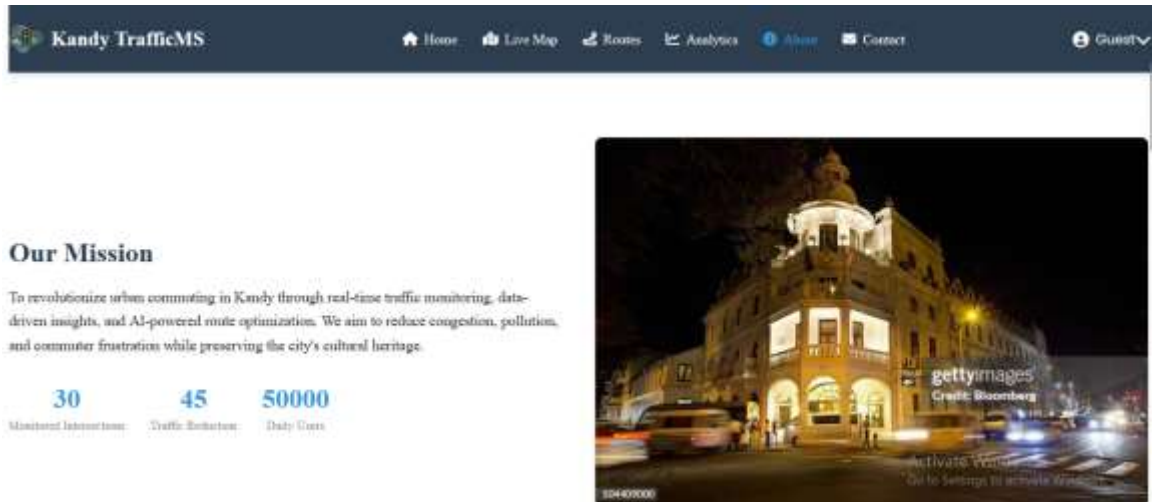 Kandy TrafficMS
Home Live Map Routes Analytics About Contact
Guest
Our Mission
To revolutionize urban commuting in Kandy through real-time traffic monitoring, data-
driven insights, and AI-powered route optimization. We aim to reduce congestion, pollution,
and commuter frustration while preserving the city's cultural heritage.
30 45 50000
Monitored Intersections Traffic Reduction Daily Users
gettyimages
Credit: Bloomberg
Activate Windows
Go to Settings to activate Windows.
504409000